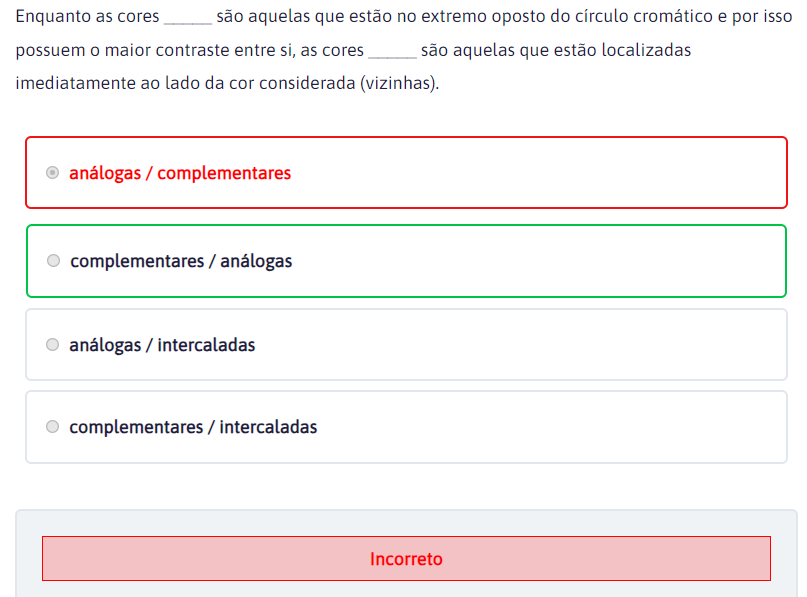 Enquanto as cores ______ são aquelas que estão no extremo oposto do círculo cromático e por isso
possuem o maior contraste entre si, as cores ______ são aquelas que estão localizadas
imediatamente ao lado da cor considerada (vizinhas).
análogas / complementares
complementares / análogas
análogas / intercaladas
complementares / intercaladas
Incorreto